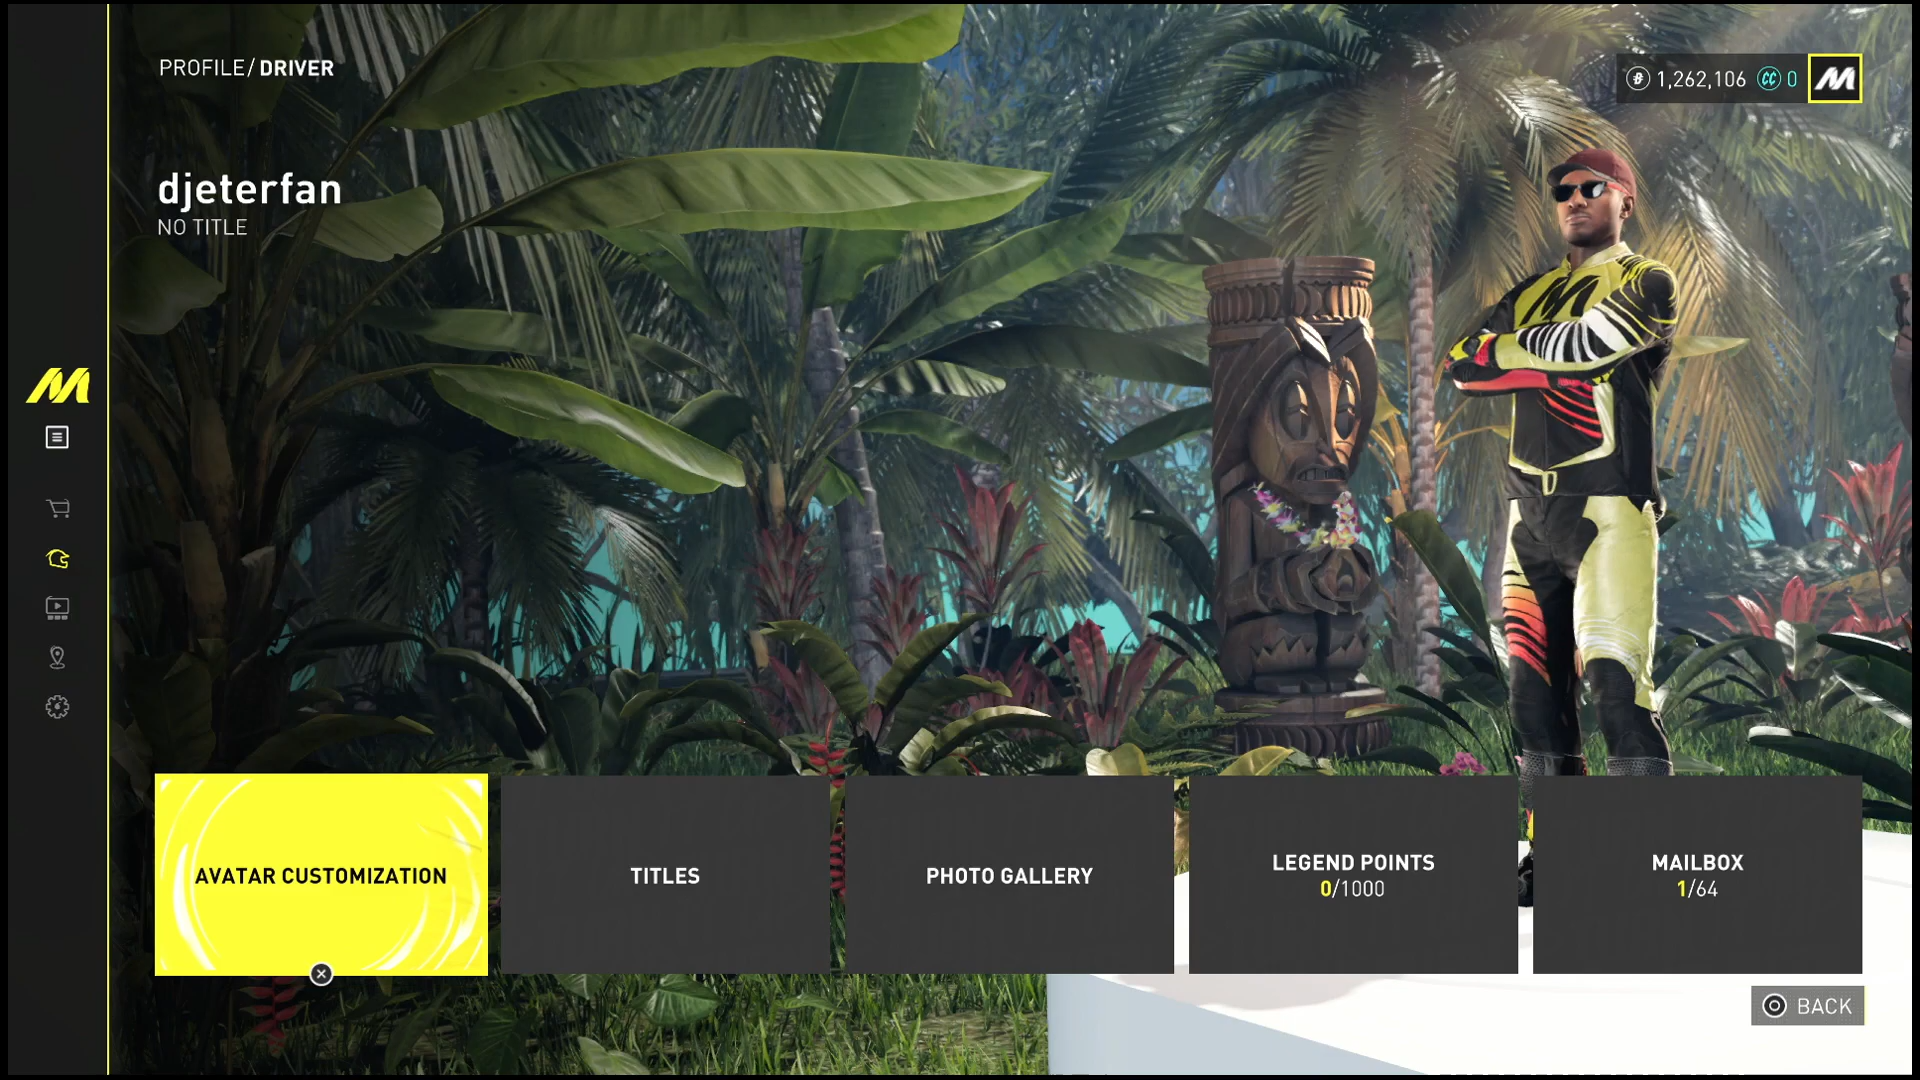 PROFILE/DRIVER
1,262,106 CC 0
djeterfan
NO TITLE
AVATAR CUSTOMIZATION
TITLES
PHOTO GALLERY
LEGEND POINTS
0/1000
MAILBOX
1/64
BACK